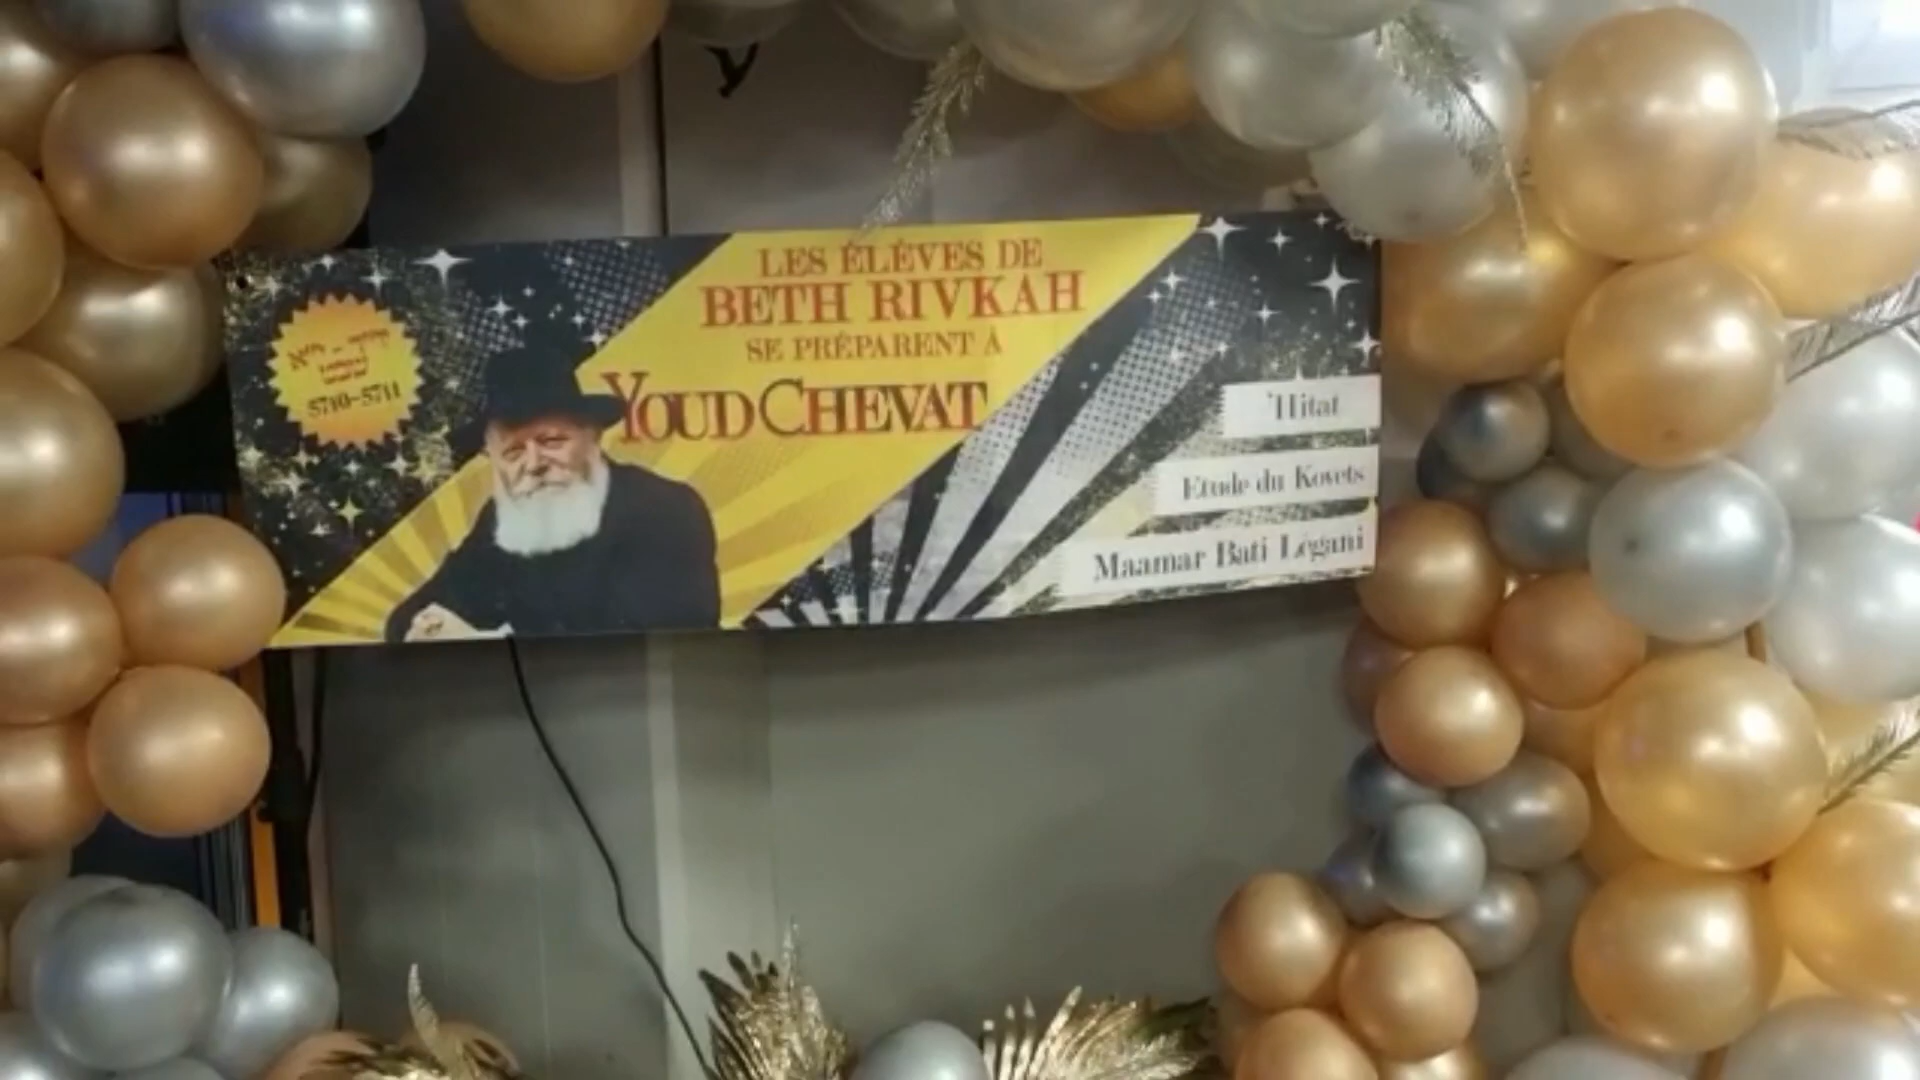 5710-5711
LES ÉLÈVES DE
BETH RIVKAH
SE PRÉPARENT À
YOUD CHEVAT
'Hitat
Etude du Kovets
Maamar Bati Légani